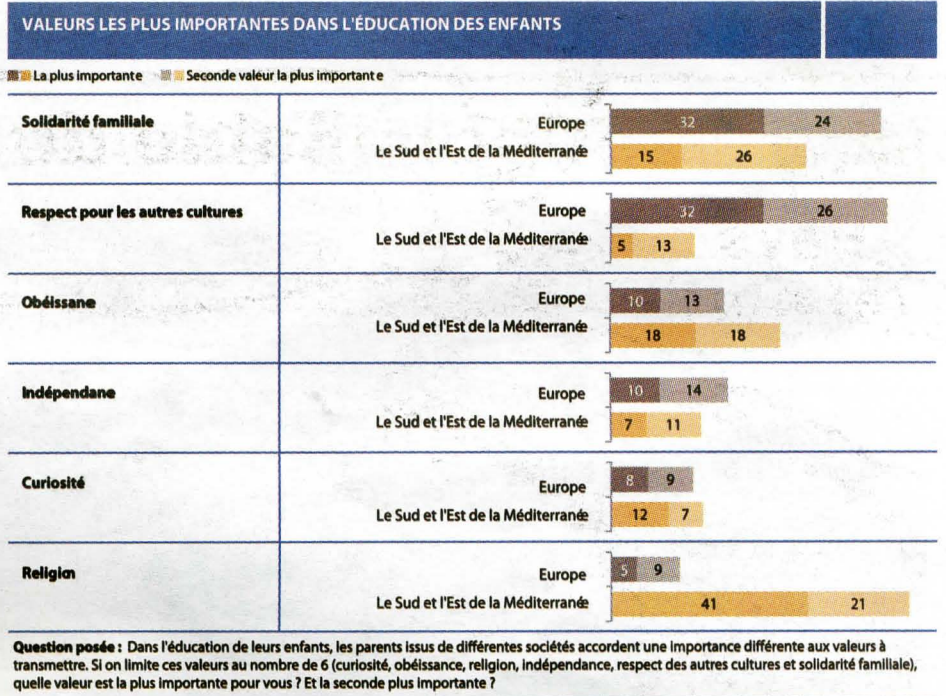 VALEURS LES PLUS IMPORTANTES DANS L'ÉDUCATION DES ENFANTS
La plus importante Seconde valeur la plus importante
Solidarité familiale
Europe 32 24
Le Sud et l'Est de la Méditerranée 15 26
Respect pour les autres cultures
Europe 32 26
Le Sud et l'Est de la Méditerranée 5 13
Obéissane
Europe 10 13
Le Sud et l'Est de la Méditerranée 18 18
Indépendane
Europe 10 14
Le Sud et l'Est de la Méditerranée 7 11
Curiosité
Europe 8 9
Le Sud et l'Est de la Méditerranée 12 7
Religion
Europe 5 9
Le Sud et l'Est de la Méditerranée 41 21
Question posée : Dans l'éducation de leurs enfants, les parents issus de différentes sociétés accordent une importance différente aux valeurs à
transmettre. Si on limite ces valeurs au nombre de 6 (curiosité, obéissance, religion, indépendance, respect des autres cultures et solidarité familiale),
quelle valeur est la plus importante pour vous ? Et la seconde plus importante ?